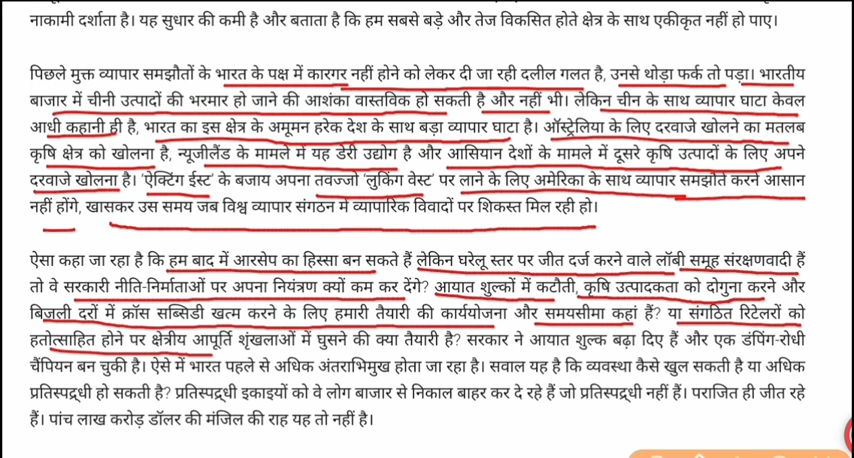 नाकामी दर्शाता है। यह सुधार की कमी है और बताता है कि हम सबसे बड़े और तेज विकसित होते क्षेत्र के साथ एकीकृत नहीं हो पाए।
पिछले मुक्त व्यापार समझौतों के भारत के पक्ष में कारगर नहीं होने को लेकर दी जा रही दलील गलत है, उनसे थोड़ा फर्क तो पड़ा। भारतीय
बाजार में चीनी उत्पादों की भरमार हो जाने की आशंका वास्तविक हो सकती है और नहीं भी। लेकिन चीन के साथ व्यापार घाटा केवल
आधी कहानी ही है, भारत का इस क्षेत्र के अमूमन हरेक देश के साथ बड़ा व्यापार घाटा है। ऑस्ट्रेलिया के लिए दरवाजे खोलने का मतलब
कृषि क्षेत्र को खोलना है, न्यूजीलैंड के मामले में यह डेरी उद्योग है और आसियान देशों के मामले में दूसरे कृषि उत्पादों के लिए अपने
दरवाजे खोलना है। 'ऐक्टिंग ईस्ट' के बजाय अपना तवज्जो 'लुकिंग वेस्ट' पर लाने के लिए अमेरिका के साथ व्यापार समझौते करने आसान
नहीं होंगे, खासकर उस समय जब विश्व व्यापार संगठन में व्यापारिक विवादों पर शिकस्त मिल रही हो।
ऐसा कहा जा रहा है कि हम बाद में आरसेप का हिस्सा बन सकते हैं लेकिन घरेलू स्तर पर जीत दर्ज करने वाले लॉबी समूह संरक्षणवादी हैं
तो वे सरकारी नीति-निर्माताओं पर अपना नियंत्रण क्यों कम कर देंगे? आयात शुल्कों में कटौती, कृषि उत्पादकता को दोगुना करने और
बिजली दरों में क्रॉस सब्सिडी खत्म करने के लिए हमारी तैयारी की कार्ययोजना और समयसीमा कहां हैं? या संगठित रिटेलरों को
हतोत्साहित होने पर क्षेत्रीय आपूर्ति शृंखलाओं में घुसने की क्या तैयारी है? सरकार ने आयात शुल्क बढ़ा दिए हैं और एक डंपिंग-रोधी
चैंपियन बन चुकी है। ऐसे में भारत पहले से अधिक अंतराभिमुख होता जा रहा है। सवाल यह है कि व्यवस्था कैसे खुल सकती है या अधिक
प्रतिस्पद्र्धी हो सकती है? प्रतिस्पद्र्धी इकाइयों को वे लोग बाजार से निकाल बाहर कर दे रहे हैं जो प्रतिस्पद्र्धी नहीं हैं। पराजित ही जीत रहे
हैं। पांच लाख करोड़ डॉलर की मंजिल की राह यह तो नहीं है।